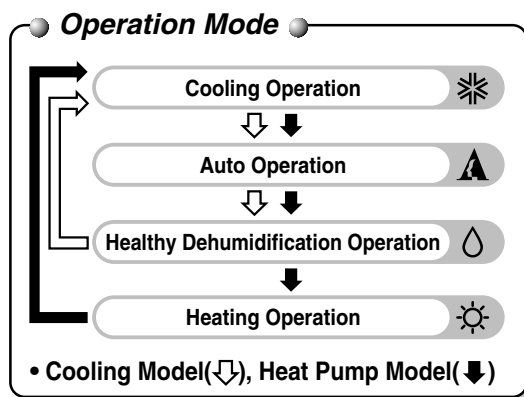 Operation Mode
Cooling Operation
Auto Operation
Healthy Dehumidification Operation
Heating Operation
• Cooling Model(⇩), Heat Pump Model(⬇)